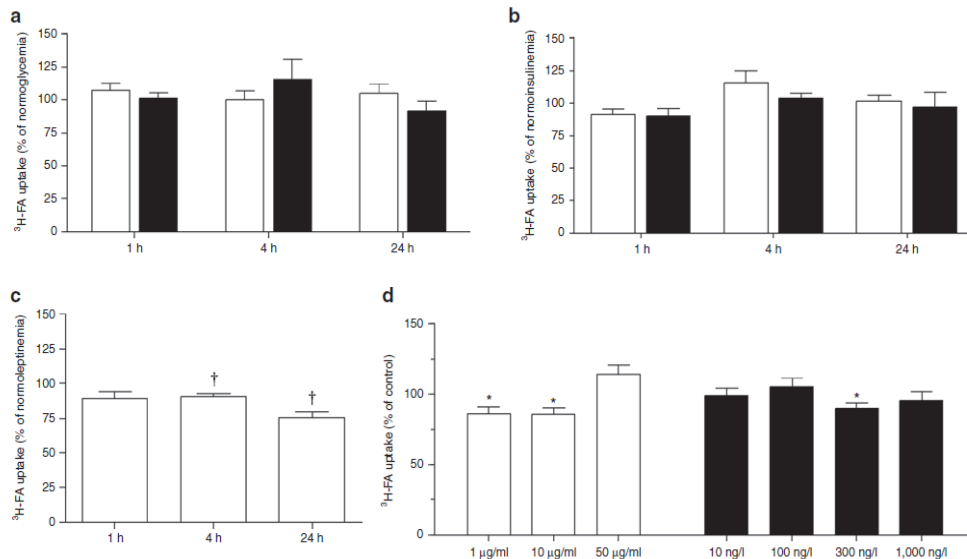 a
³H-FA uptake (% of normoglycemia)
150
125
100
75
50
25
0
1 h
4 h
24 h
b
³H-FA uptake (% of normoinsulinemia)
150
125
100
75
50
25
0
1 h
4 h
24 h
c
³H-FA uptake (% of normoleptinemia)
150
125
100
75
50
25
0
†
†
1 h
4 h
24 h
d
³H-FA uptake (% of control)
150
100
50
0
*
*
*
1 µg/ml
10 µg/ml
50 µg/ml
10 ng/l
100 ng/l
300 ng/l
1,000 ng/l